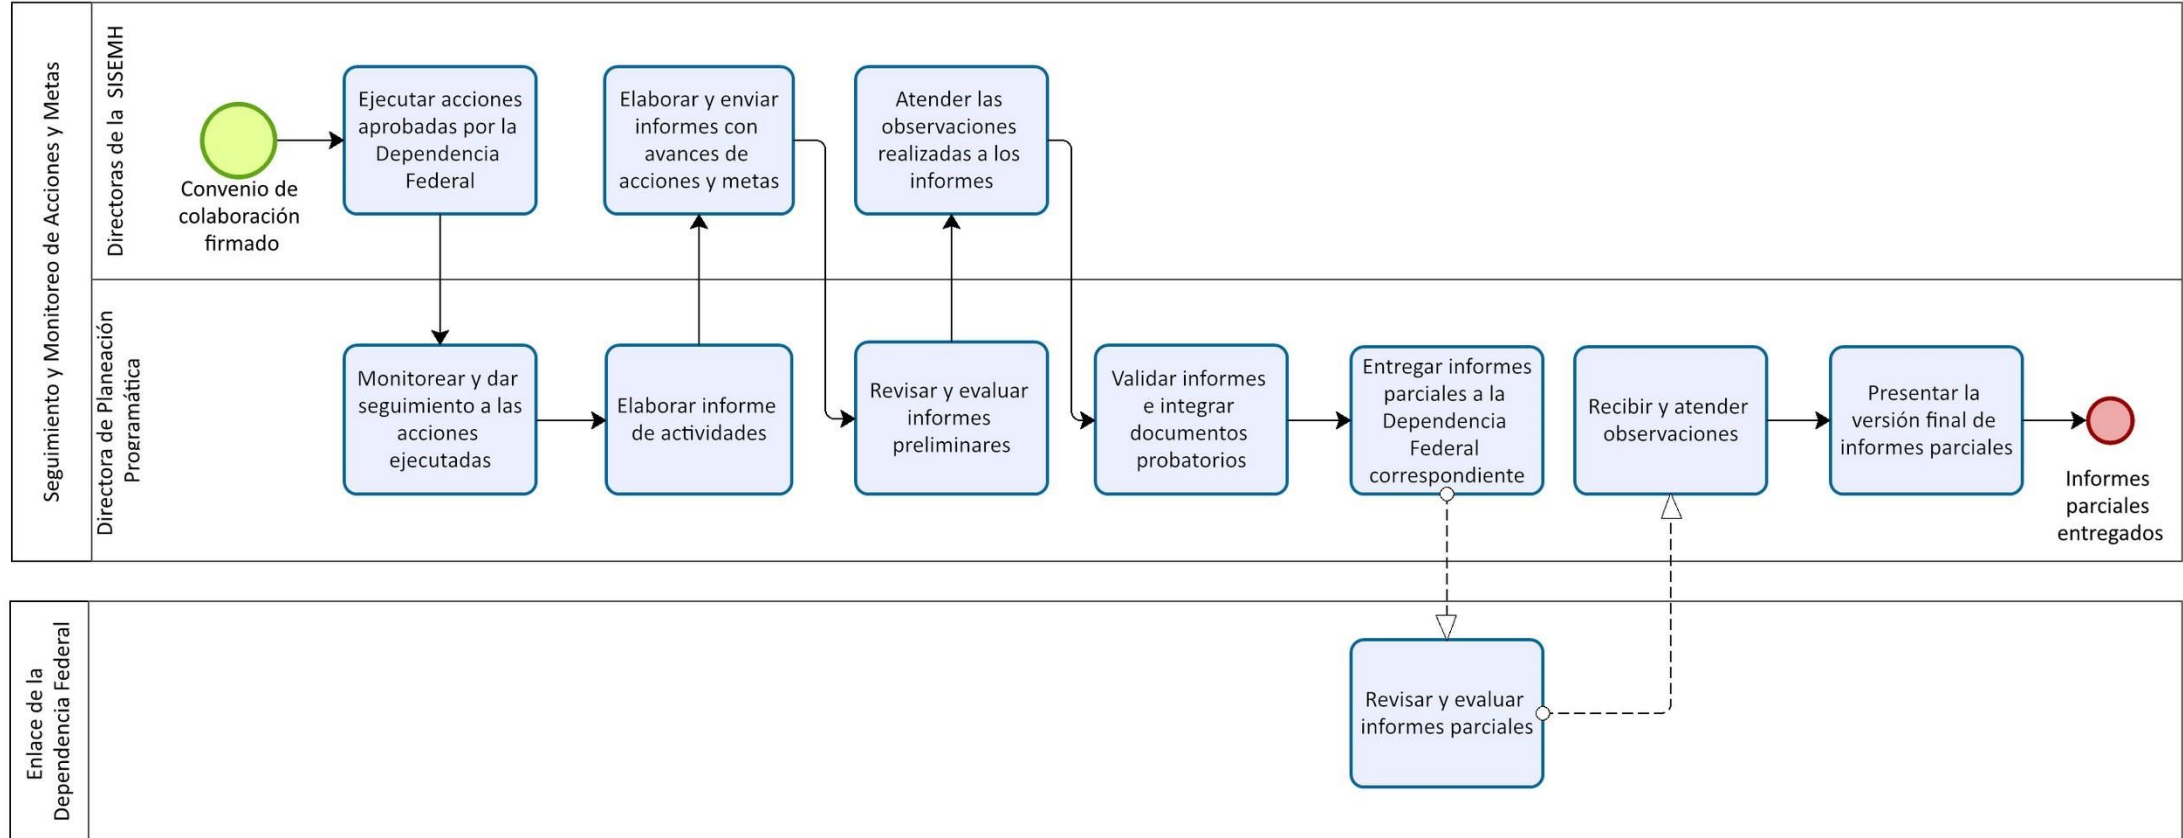 Seguimiento y Monitoreo de Acciones y Metas
Directoras de la SISEMH
Convenio de
colaboración
firmado
Ejecutar acciones
aprobadas por la
Dependencia
Federal
Elaborar y enviar
informes con
avances de
acciones y metas
Atender las
observaciones
realizadas a los
informes
Directora de Planeación
Programática
Monitorear y dar
seguimiento a las
acciones
ejecutadas
Elaborar informe
de actividades
Revisar y evaluar
informes
preliminares
Validar informes
e integrar
documentos
probatorios
Entregar informes
parciales a la
Dependencia
Federal
correspondiente
Recibir y atender
observaciones
Presentar la
versión final de
informes parciales
Informes
parciales
entregados
Enlace de la
Dependencia Federal
Revisar y evaluar
informes parciales